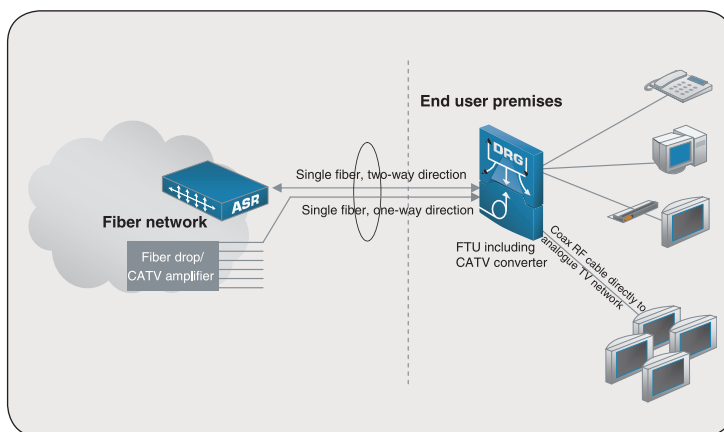 End user premises
DRG
Single fiber, two-way direction
ASR
Fiber network
Single fiber, one-way direction
Fiber drop/
CATV amplifier
FTU including
CATV converter
Coax RF cable directly to
analogue TV network